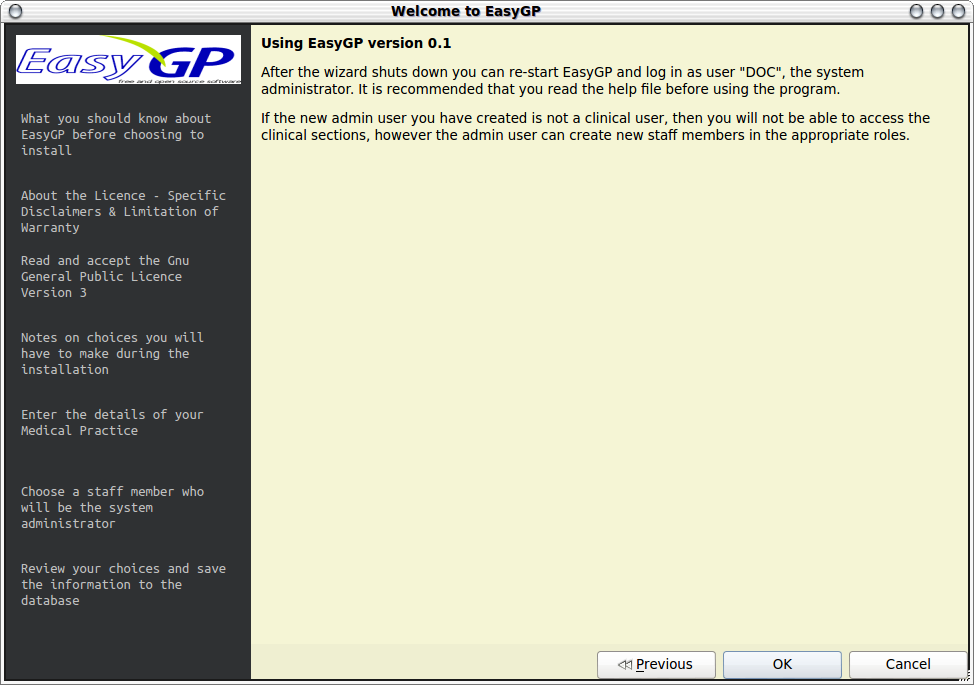 Welcome to EasyGP
Easy GP
free and open source software
What you should know about
EasyGP before choosing to
install
About the Licence - Specific
Disclaimers & Limitation of
Warranty
Read and accept the Gnu
General Public Licence
Version 3
Notes on choices you will
have to make during the
installation
Enter the details of your
Medical Practice
Choose a staff member who
will be the system
administrator
Review your choices and save
the information to the
database
Using EasyGP version 0.1
After the wizard shuts down you can re-start EasyGP and log in as user "DOC", the system
administrator. It is recommended that you read the help file before using the program.
If the new admin user you have created is not a clinical user, then you will not be able to access the
clinical sections, however the admin user can create new staff members in the appropriate roles.
Previous
OK
Cancel